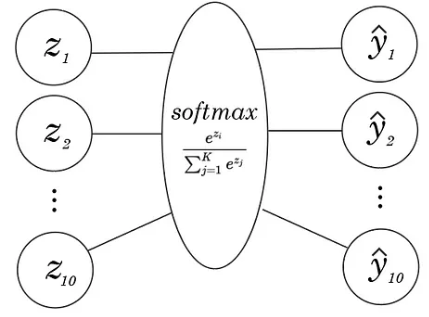 z₁
softmax
e^{z_i}
∑_{j=1}^{K} e^{z_j}
ŷ₁
z₂
ŷ₂
⋮
⋮
z₁₀
ŷ₁₀